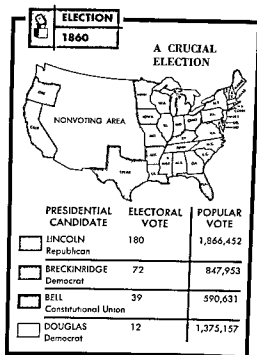 ELECTION
1860
A CRUCIAL
ELECTION
NONVOTING AREA
PRESIDENTIAL CANDIDATE ELECTORAL VOTE POPULAR VOTE
LINCOLN 180 1,866,452
Republican
BRECKINRIDGE 72 847,953
Democrat
BELL 39 590,631
Constitutional Union
DOUGLAS 12 1,375,157
Democrat